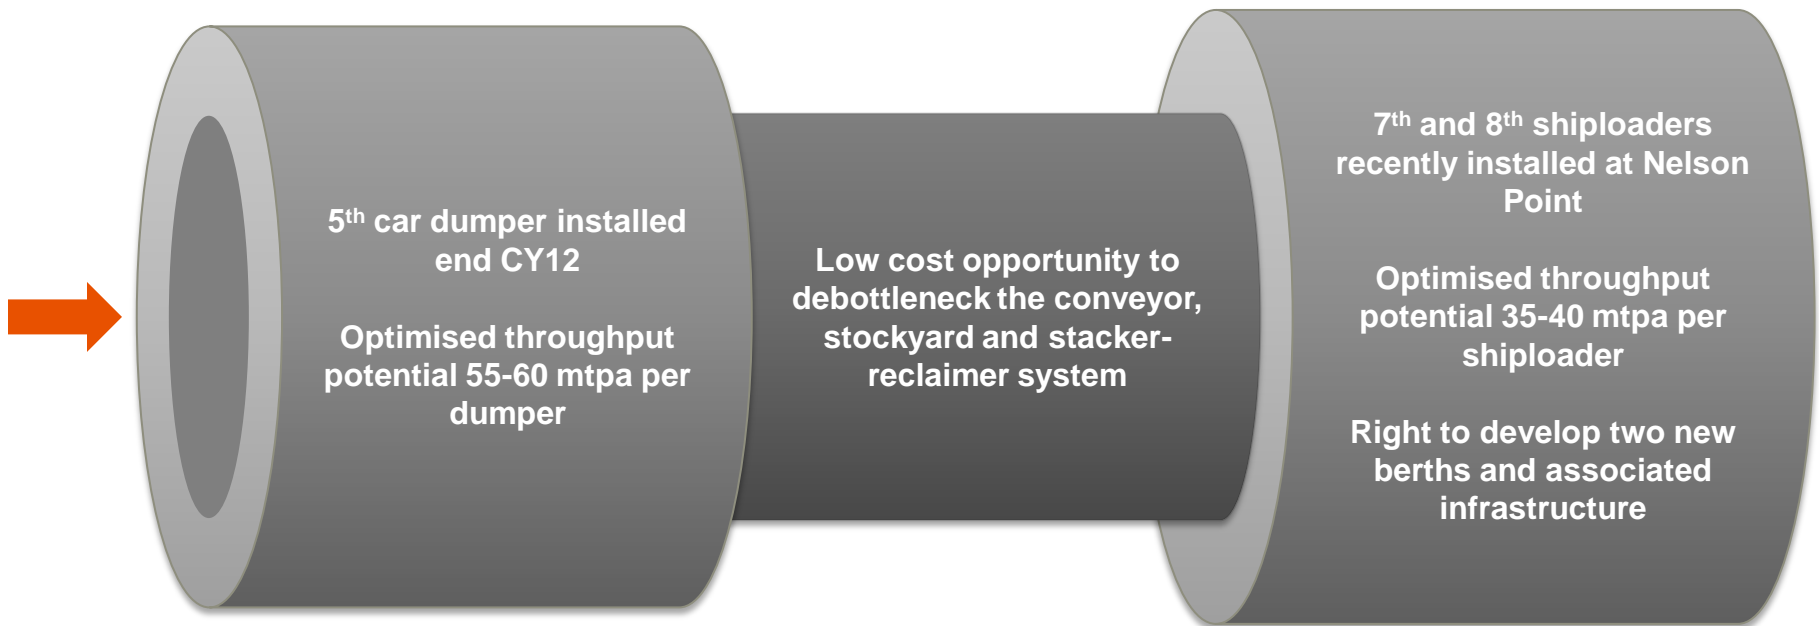 5th car dumper installed
end CY12
Optimised throughput
potential 55-60 mtpa per
dumper
Low cost opportunity to
debottleneck the conveyor,
stockyard and stacker-
reclaimer system
7th and 8th shiploaders
recently installed at Nelson
Point
Optimised throughput
potential 35-40 mtpa per
shiploader
Right to develop two new
berths and associated
infrastructure